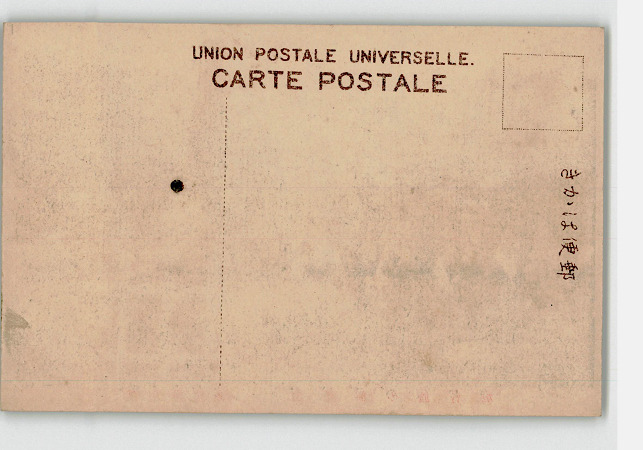 UNION POSTALE UNIVERSELLE.
CARTE POSTALE
郵便はかき